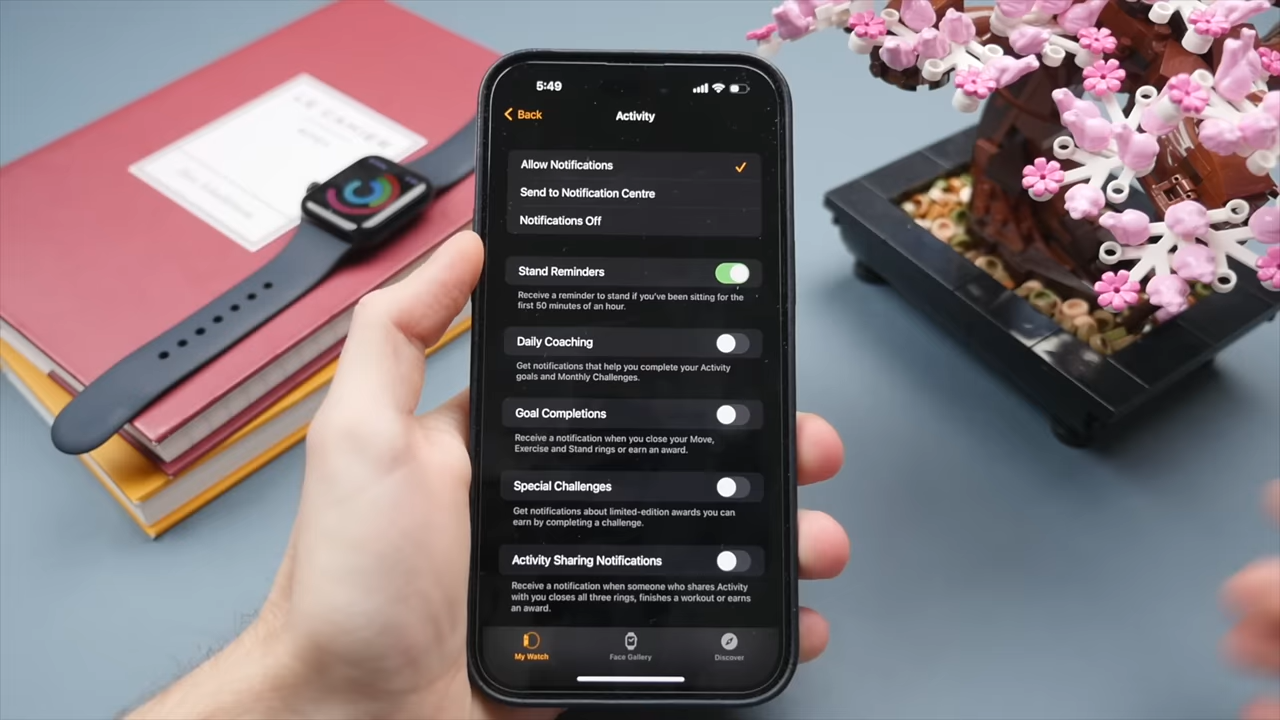 5:49
Back
Activity
Allow Notifications
Send to Notification Centre
Notifications Off
Stand Reminders
Receive a reminder to stand if you've been sitting for the
first 50 minutes of an hour.
Daily Coaching
Get notifications that help you complete your Activity
goals and Monthly Challenges.
Goal Completions
Receive a notification when you close your Move,
Exercise and Stand rings or earn an award.
Special Challenges
Get notifications about limited-edition awards you can
earn by completing a challenge.
Activity Sharing Notifications
Receive a notification when someone who shares Activity
with you closes all three rings, finishes a workout or earns
an award.
My Watch
Face Gallery
Discover